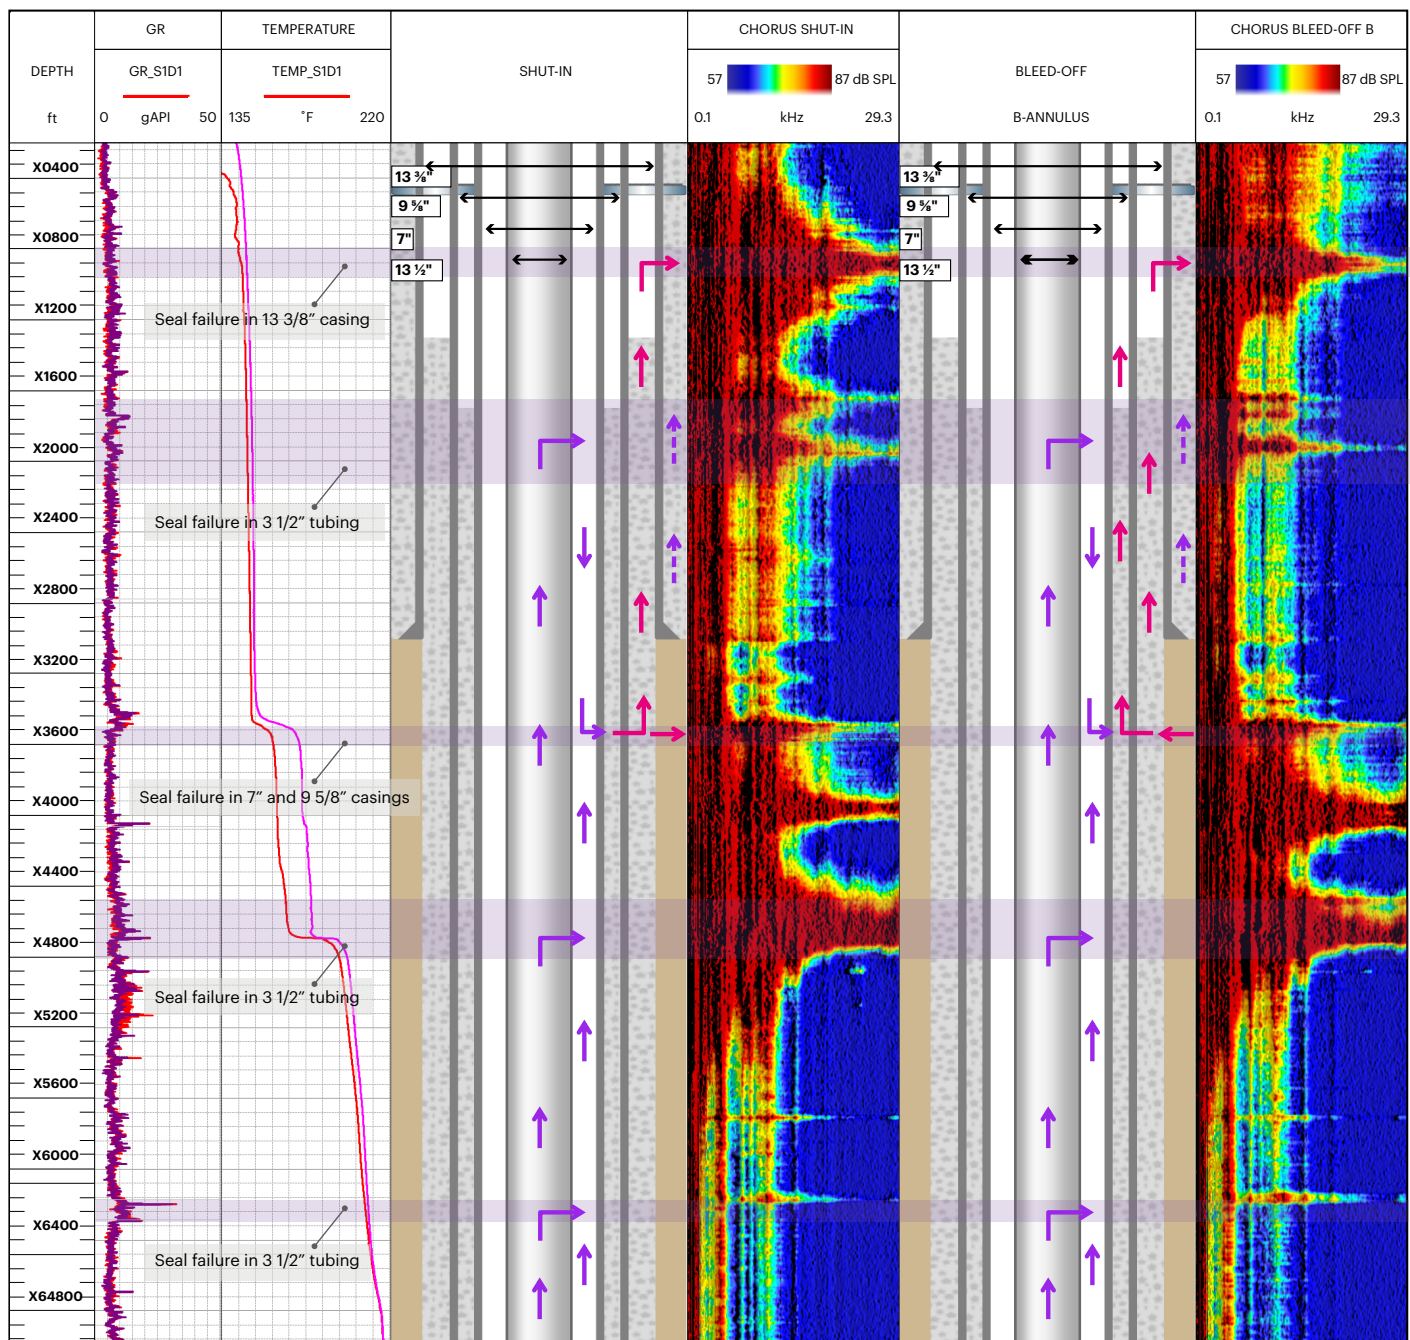 GR TEMPERATURE CHORUS SHUT-IN CHORUS BLEED-OFF B
DEPTH GR_S1D1 TEMP_S1D1 SHUT-IN 57 87 dB SPL BLEED-OFF 57 87 dB SPL
ft 0 gAPI 50 135 °F 220 0.1 kHz 29.3 B-ANNULUS 0.1 kHz 29.3
X0400
13 ⅜" 13 ⅜"
9 ⅝" 9 ⅝"
X0800 7" 7"
13 ½" 13 ½"
X1200
Seal failure in 13 3/8" casing
X1600
X2000
X2400
Seal failure in 3 1/2" tubing
X2800
X3200
X3600
X4000
Seal failure in 7" and 9 5/8" casings
X4400
X4800
Seal failure in 3 1/2" tubing
X5200
X5600
X6000
X6400
Seal failure in 3 1/2" tubing
X64800